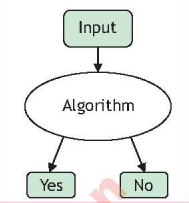 Input
Algorithm
Yes
No